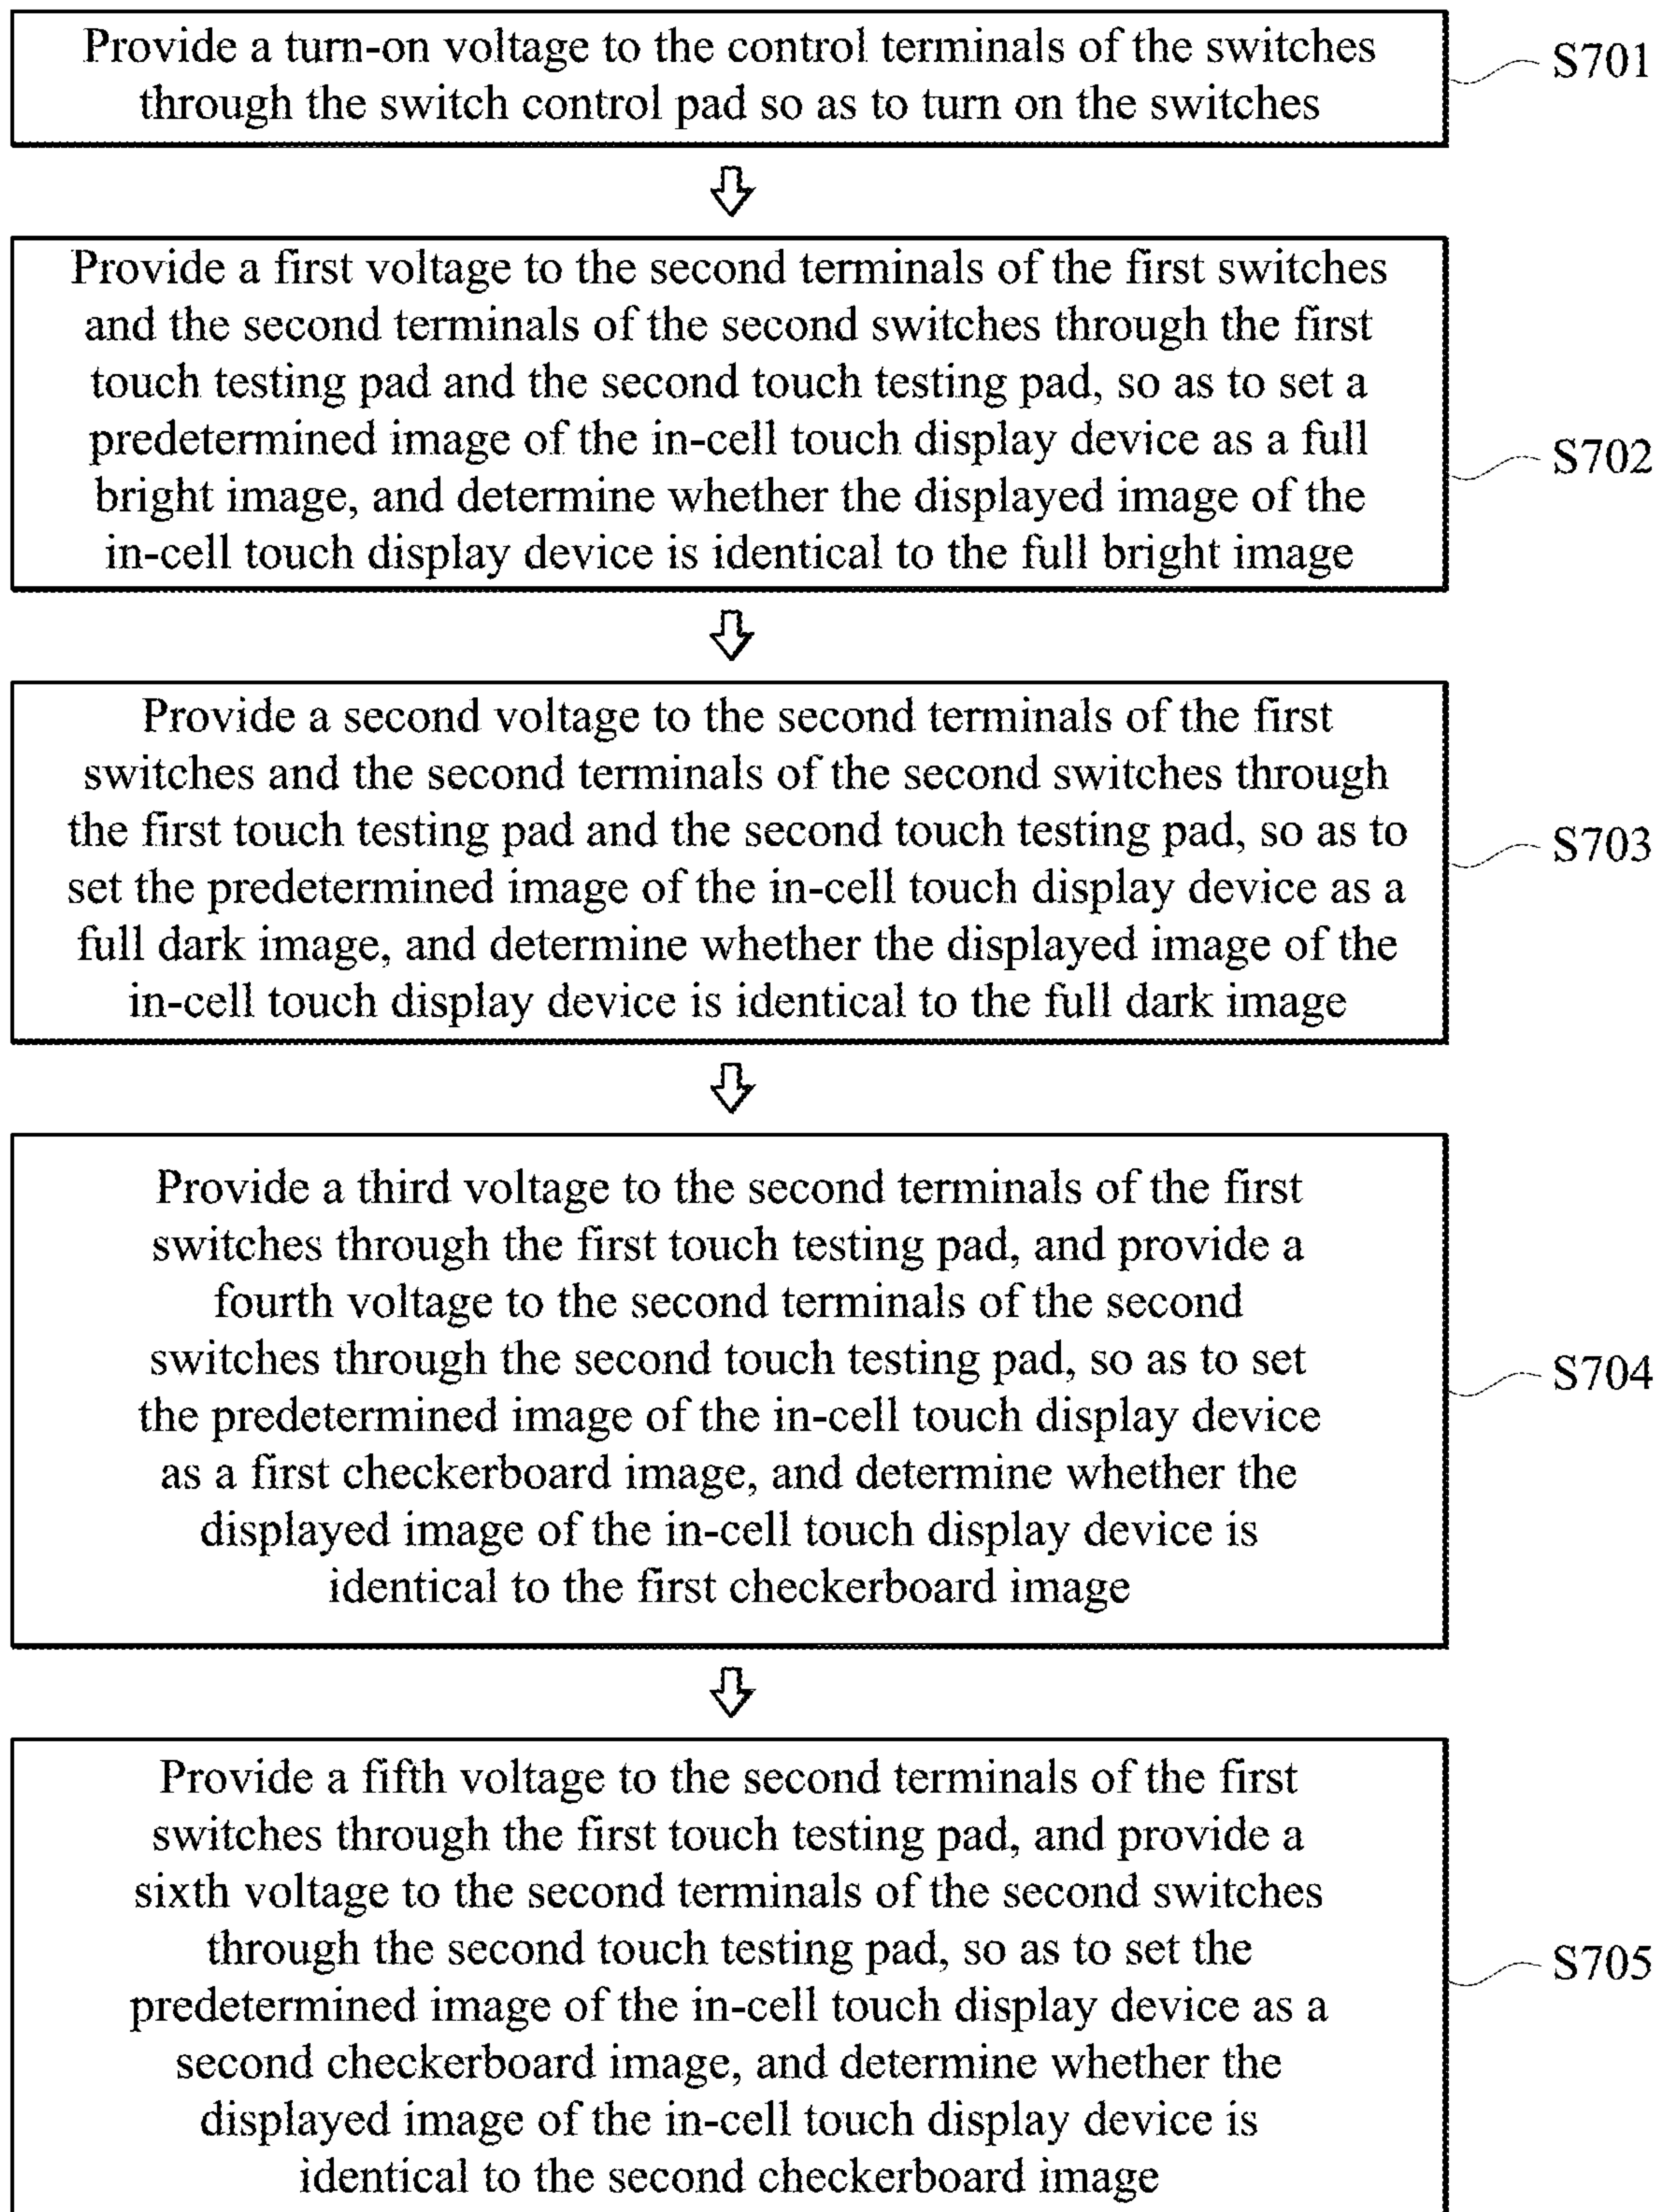 Provide a turn-on voltage to the control terminals of the switches
through the switch control pad so as to turn on the switches
S701
Provide a first voltage to the second terminals of the first switches
and the second terminals of the second switches through the first
touch testing pad and the second touch testing pad, so as to set a
predetermined image of the in-cell touch display device as a full
bright image, and determine whether the displayed image of the
in-cell touch display device is identical to the full bright image
S702
Provide a second voltage to the second terminals of the first
switches and the second terminals of the second switches through
the first touch testing pad and the second touch testing pad, so as to
set the predetermined image of the in-cell touch display device as a
full dark image, and determine whether the displayed image of the
in-cell touch display device is identical to the full dark image
S703
Provide a third voltage to the second terminals of the first
switches through the first touch testing pad, and provide a
fourth voltage to the second terminals of the second
switches through the second touch testing pad, so as to set
the predetermined image of the in-cell touch display device
as a first checkerboard image, and determine whether the
displayed image of the in-cell touch display device is
identical to the first checkerboard image
S704
Provide a fifth voltage to the second terminals of the first
switches through the first touch testing pad, and provide a
sixth voltage to the second terminals of the second switches
through the second touch testing pad, so as to set the
predetermined image of the in-cell touch display device as a
second checkerboard image, and determine whether the
displayed image of the in-cell touch display device is
identical to the second checkerboard image
S705